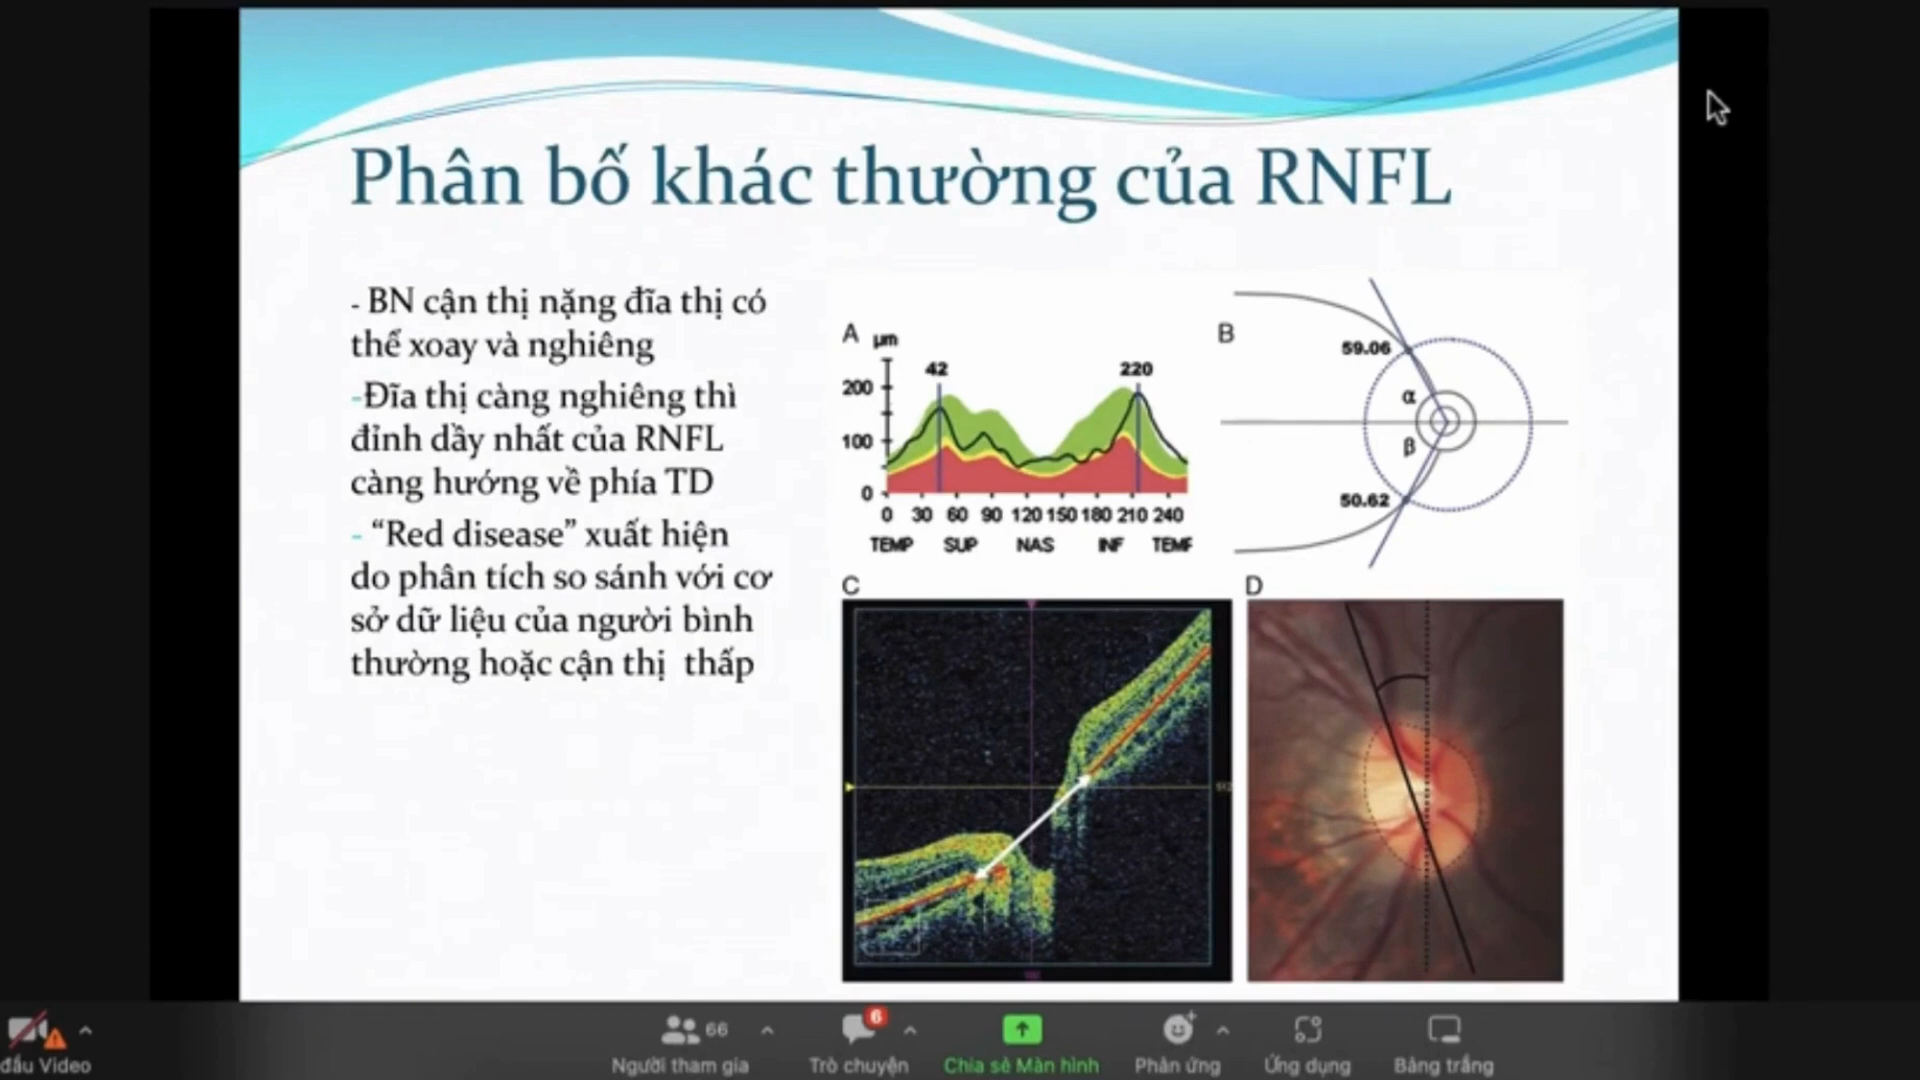 Phân bố khác thường của RNFL
- BN cận thị nặng đĩa thị có
thể xoay và nghiêng
-Đĩa thị càng nghiêng thì
đỉnh dầy nhất của RNFL
càng hướng về phía TD
- “Red disease” xuất hiện
do phân tích so sánh với cơ
sở dữ liệu của người bình
thường hoặc cận thị thấp
A
µm
42
220
200
100
0
0 30 60 90 120 150 180 210 240
TEMP SUP NAS INF TEMP
B
59.06
α
β
50.62
C
D
đầu Video
66
Người tham gia
6
Trò chuyện
Chia sẻ Màn hình
Phản ứng
Ứng dụng
Bảng trắng